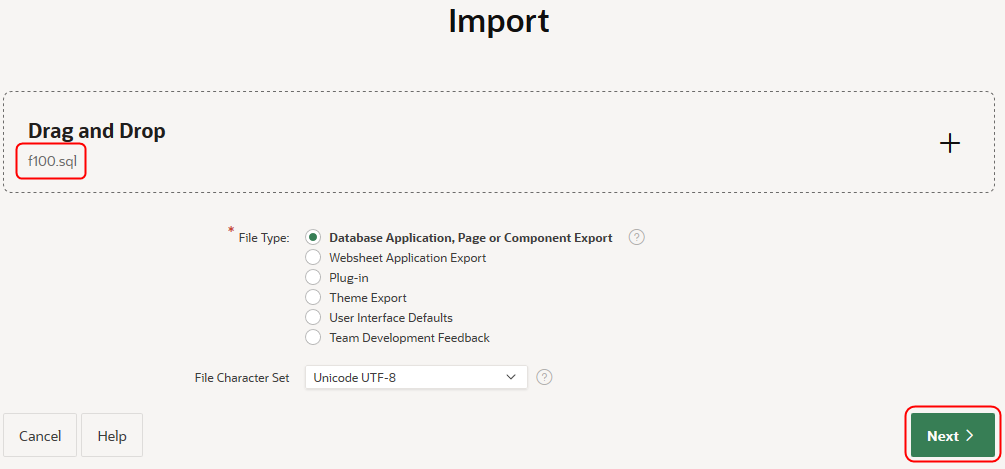 Import
Drag and Drop
f100.sql
* File Type: Database Application, Page or Component Export ?
Websheet Application Export
Plug-in
Theme Export
User Interface Defaults
Team Development Feedback
File Character Set Unicode UTF-8 ?
Cancel Help Next